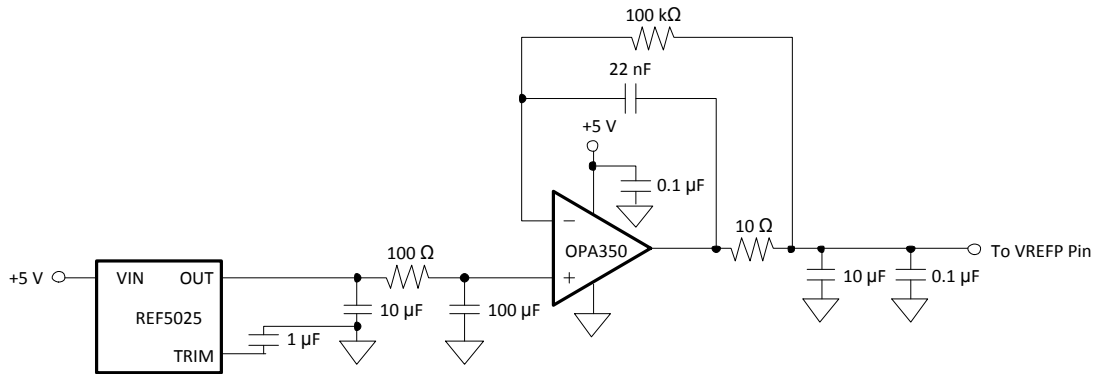 100 kΩ
22 nF
+5 V
0.1 µF
−
OPA350
+
10 Ω
To VREFP Pin
10 µF
0.1 µF
100 Ω
+5 V
VIN
OUT
REF5025
TRIM
10 µF
100 µF
1 µF